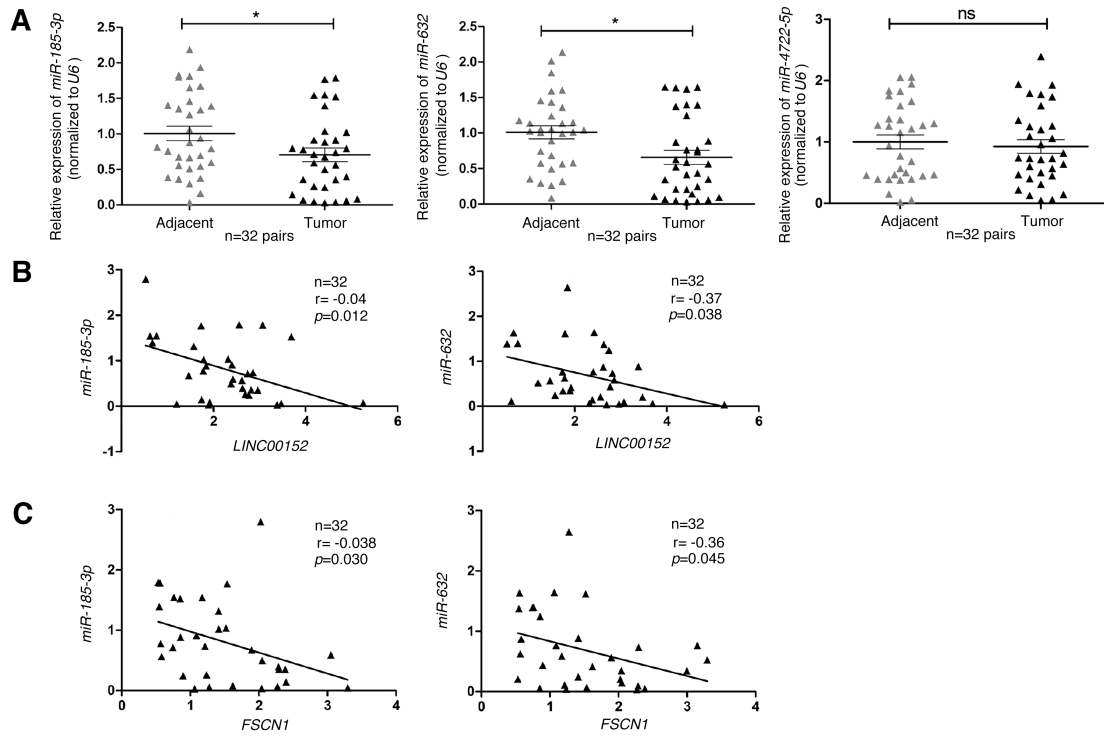 A
Relative expression of miR-185-3p
(normalized to U6 )
*
2.5
2.0
1.5
1.0
0.5
0.0
Adjacent
Tumor
n=32 pairs
Relative expression of miR-632
(normalized to U6 )
*
2.5
2.0
1.5
1.0
0.5
0.0
Adjacent
Tumor
n=32 pairs
Relative expression of miR-4722-5p
(normalized to U6 )
ns
3
2
1
0
Adjacent
Tumor
n=32 pairs
B
miR-185-3p
3
2
1
0
-1
2
4
6
n=32
r= -0.04
p=0.012
LINC00152
miR-632
3
2
1
0
1
2
4
6
n=32
r= -0.37
p=0.038
LINC00152
C
miR-185-3p
3
2
1
0
0
1
2
3
4
n=32
r= -0.038
p=0.030
FSCN1
miR-632
3
2
1
0
0
1
2
3
4
n=32
r= -0.36
p=0.045
FSCN1